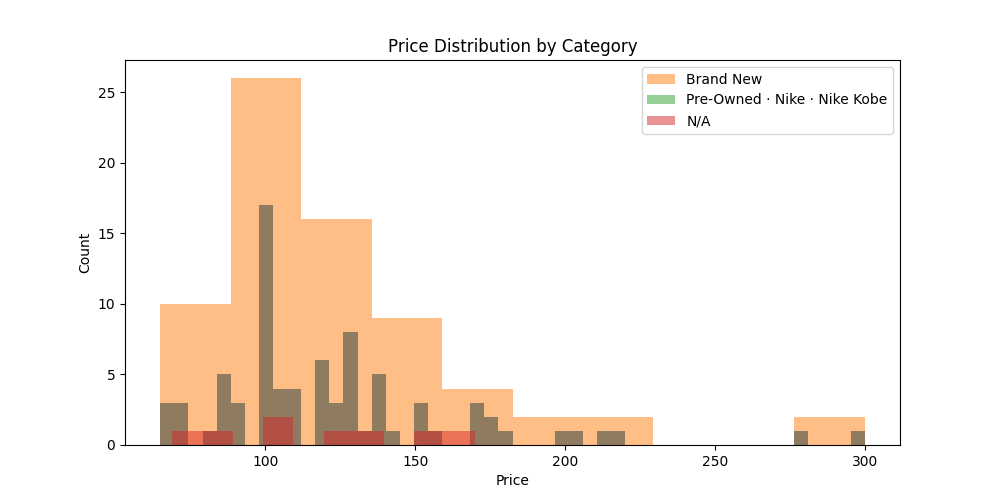 Price Distribution by Category
Brand New
Pre-Owned · Nike · Nike Kobe
N/A
Count
25
20
15
10
5
0
100
150
200
250
300
Price